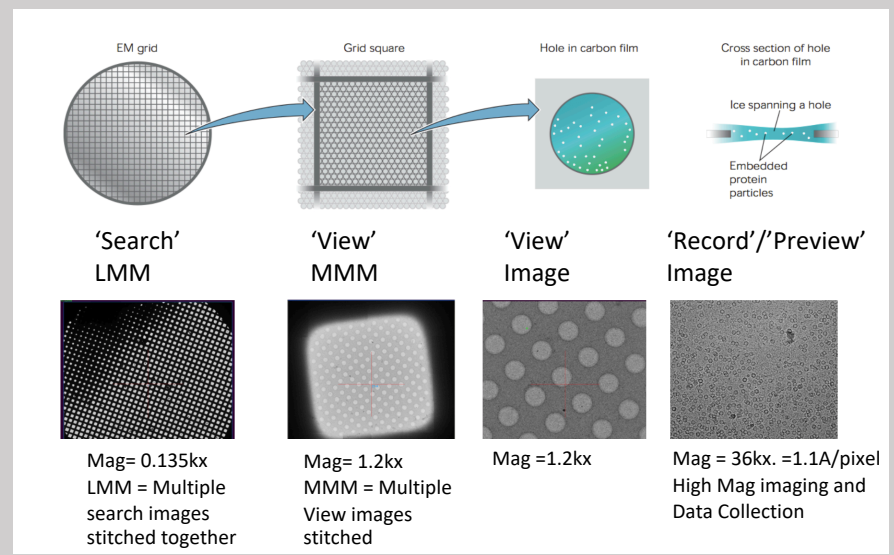 EM grid
Grid square
Hole in carbon film
Cross section of hole
in carbon film
Ice spanning a hole
Embedded
protein
particles
‘Search’
LMM
‘View’
MMM
‘View’
Image
‘Record’/’Preview’
Image
Mag= 0.135kx
LMM = Multiple
search images
stitched together
Mag= 1.2kx
MMM = Multiple
View images
stitched
Mag =1.2kx
Mag = 36kx. =1.1A/pixel
High Mag imaging and
Data Collection